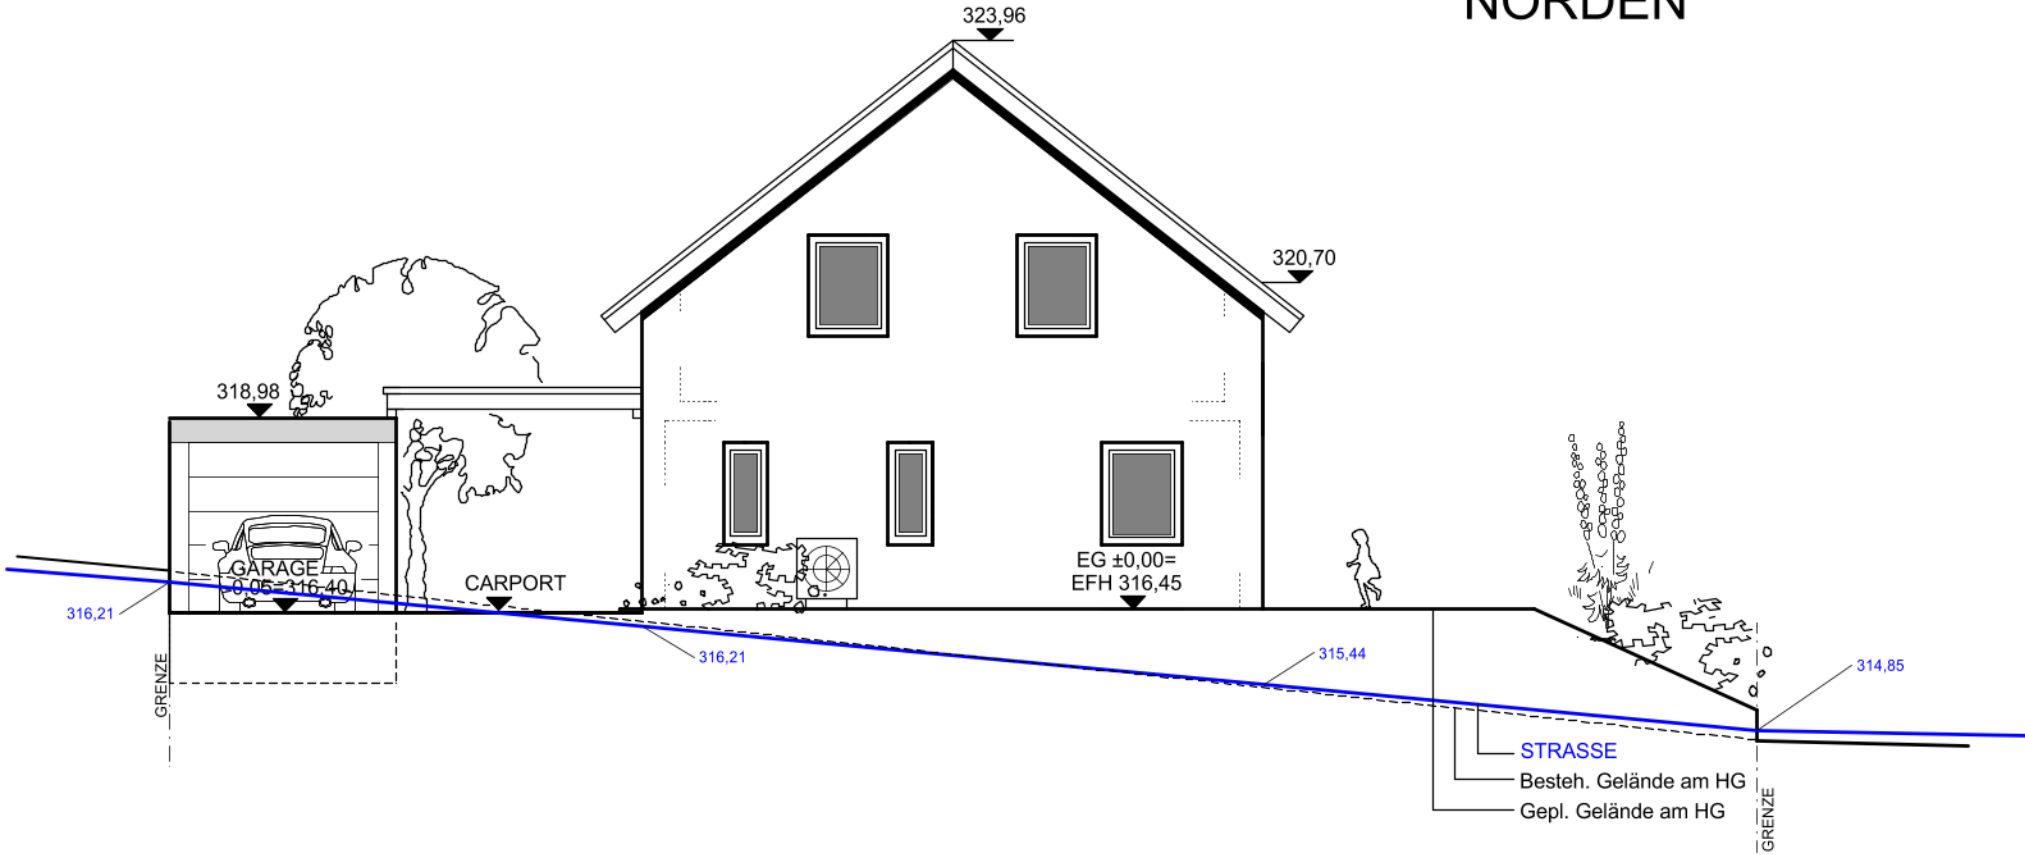 NORDEN
323,96
320,70
318,98
GARAGE
-0,05=316,40
CARPORT
EG ±0,00=
EFH 316,45
316,21
316,21
315,44
314,85
GRENZE
STRASSE
Besteh. Gelände am HG
Gepl. Gelände am HG
GRENZE